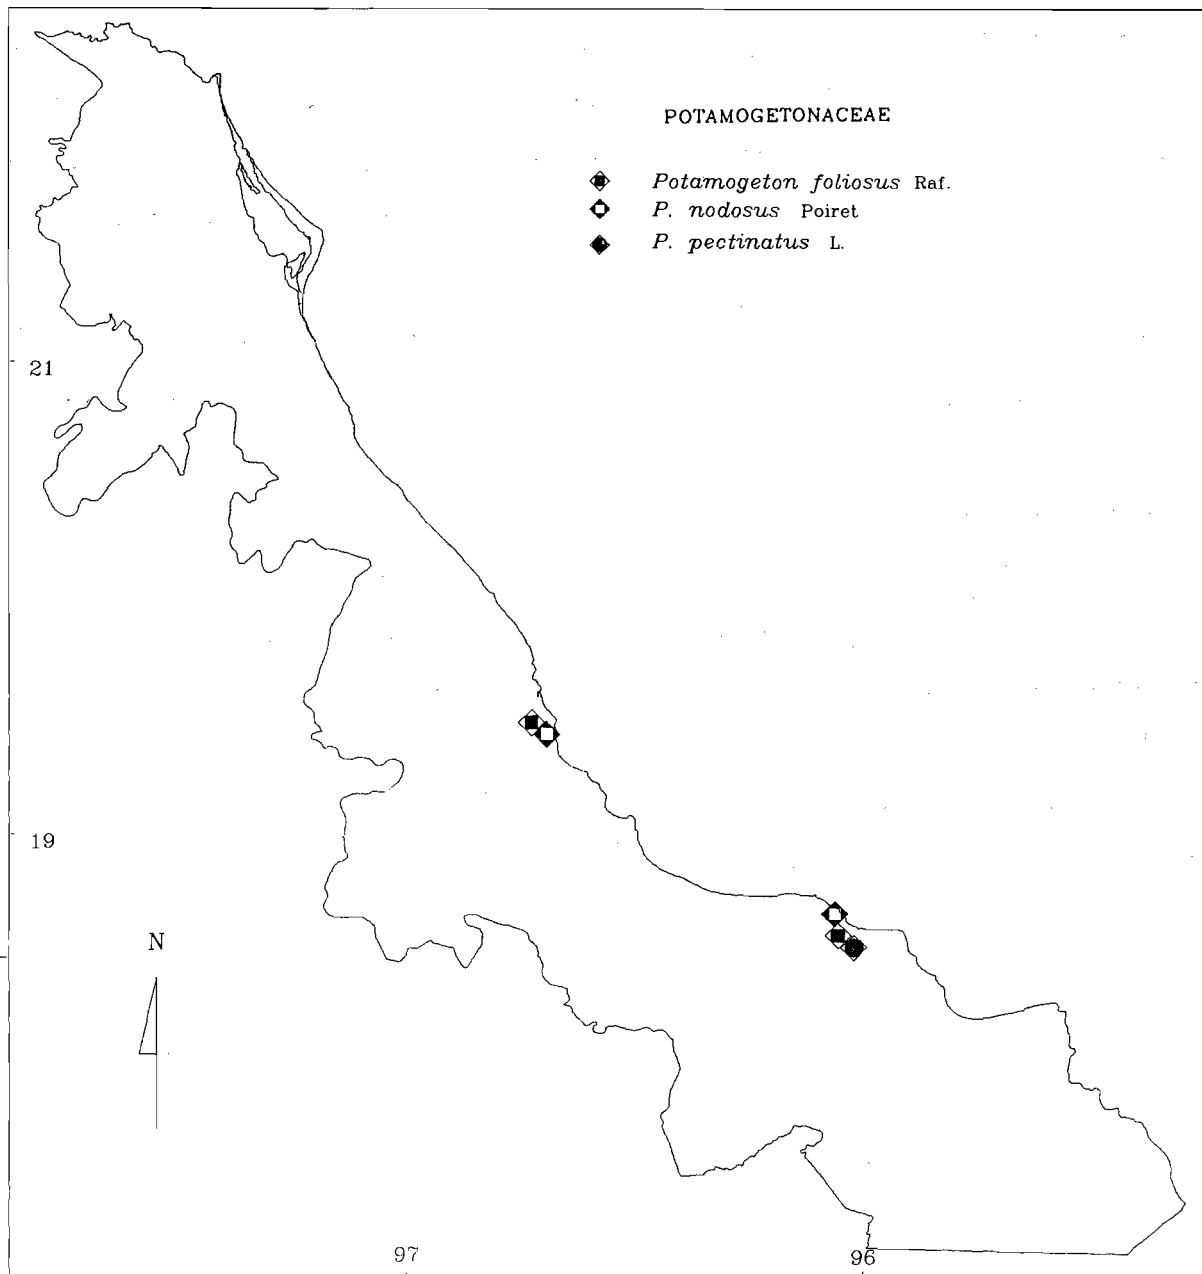 POTAMOGETONACEAE
Potamogeton foliosus Raf.
P. nodosus Poiret
P. pectinatus L.
21
19
N
97
96